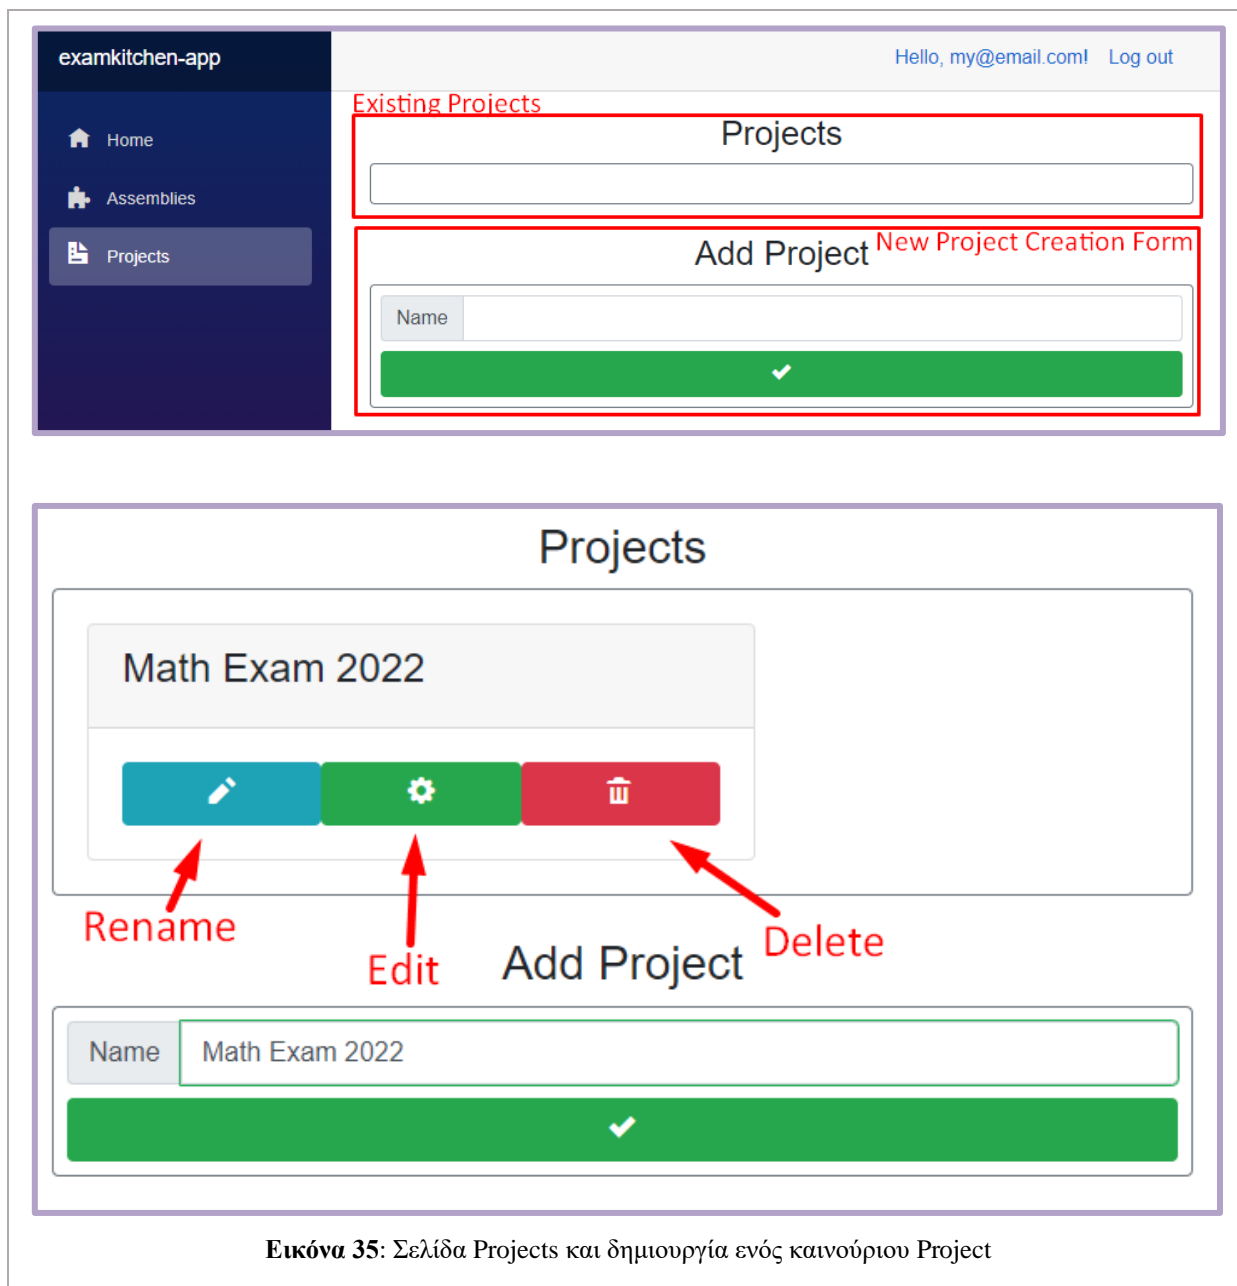 examkitchen-app
Hello, my@email.com! Log out
Existing Projects
Home
Assemblies
Projects
Projects
Add Project
New Project Creation Form
Name
Projects
Math Exam 2022
Rename
Edit
Delete
Add Project
Name Math Exam 2022
Εικόνα 35: Σελίδα Projects και δημιουργία ενός καινούριου Project